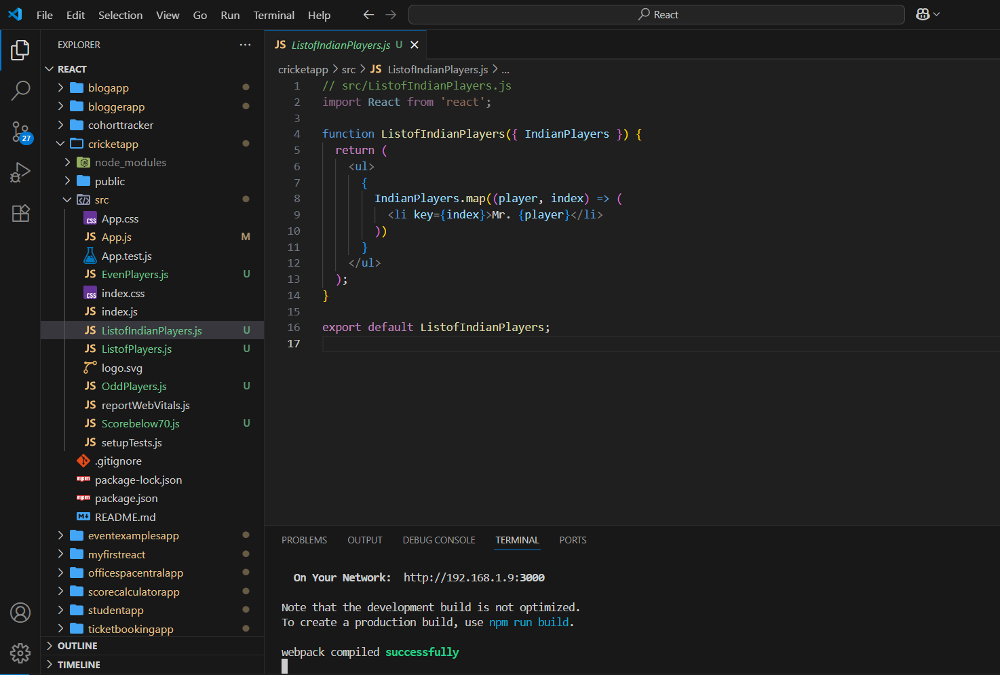 File Edit Selection View Go Run Terminal Help
React
EXPLORER
REACT
blogapp
bloggerapp
cohorttracker
cricketapp
node_modules
public
src
App.css
App.js M
App.test.js
EvenPlayers.js U
index.css
index.js
ListofIndianPlayers.js U
ListofPlayers.js U
logo.svg
OddPlayers.js U
reportWebVitals.js
Scorebelow70.js U
setupTests.js
.gitignore
package-lock.json
package.json
README.md
eventexamplesapp
myfirstreact
officespacentralapp
scorecalculatorapp
studentapp
ticketbookingapp
OUTLINE
TIMELINE
27
JS ListofIndianPlayers.js U
cricketapp > src > JS ListofIndianPlayers.js > ...
1 // src/ListofIndianPlayers.js
2 import React from 'react';
3
4 function ListofIndianPlayers({ IndianPlayers }) {
5 return (
6 <ul>
7 {
8 IndianPlayers.map((player, index) => (
9 <li key={index}>Mr. {player}</li>
10 ))
11 }
12 </ul>
13 );
14 }
15
16 export default ListofIndianPlayers;
17
PROBLEMS OUTPUT DEBUG CONSOLE TERMINAL PORTS
On Your Network: http://192.168.1.9:3000
Note that the development build is not optimized.
To create a production build, use npm run build.
webpack compiled successfully